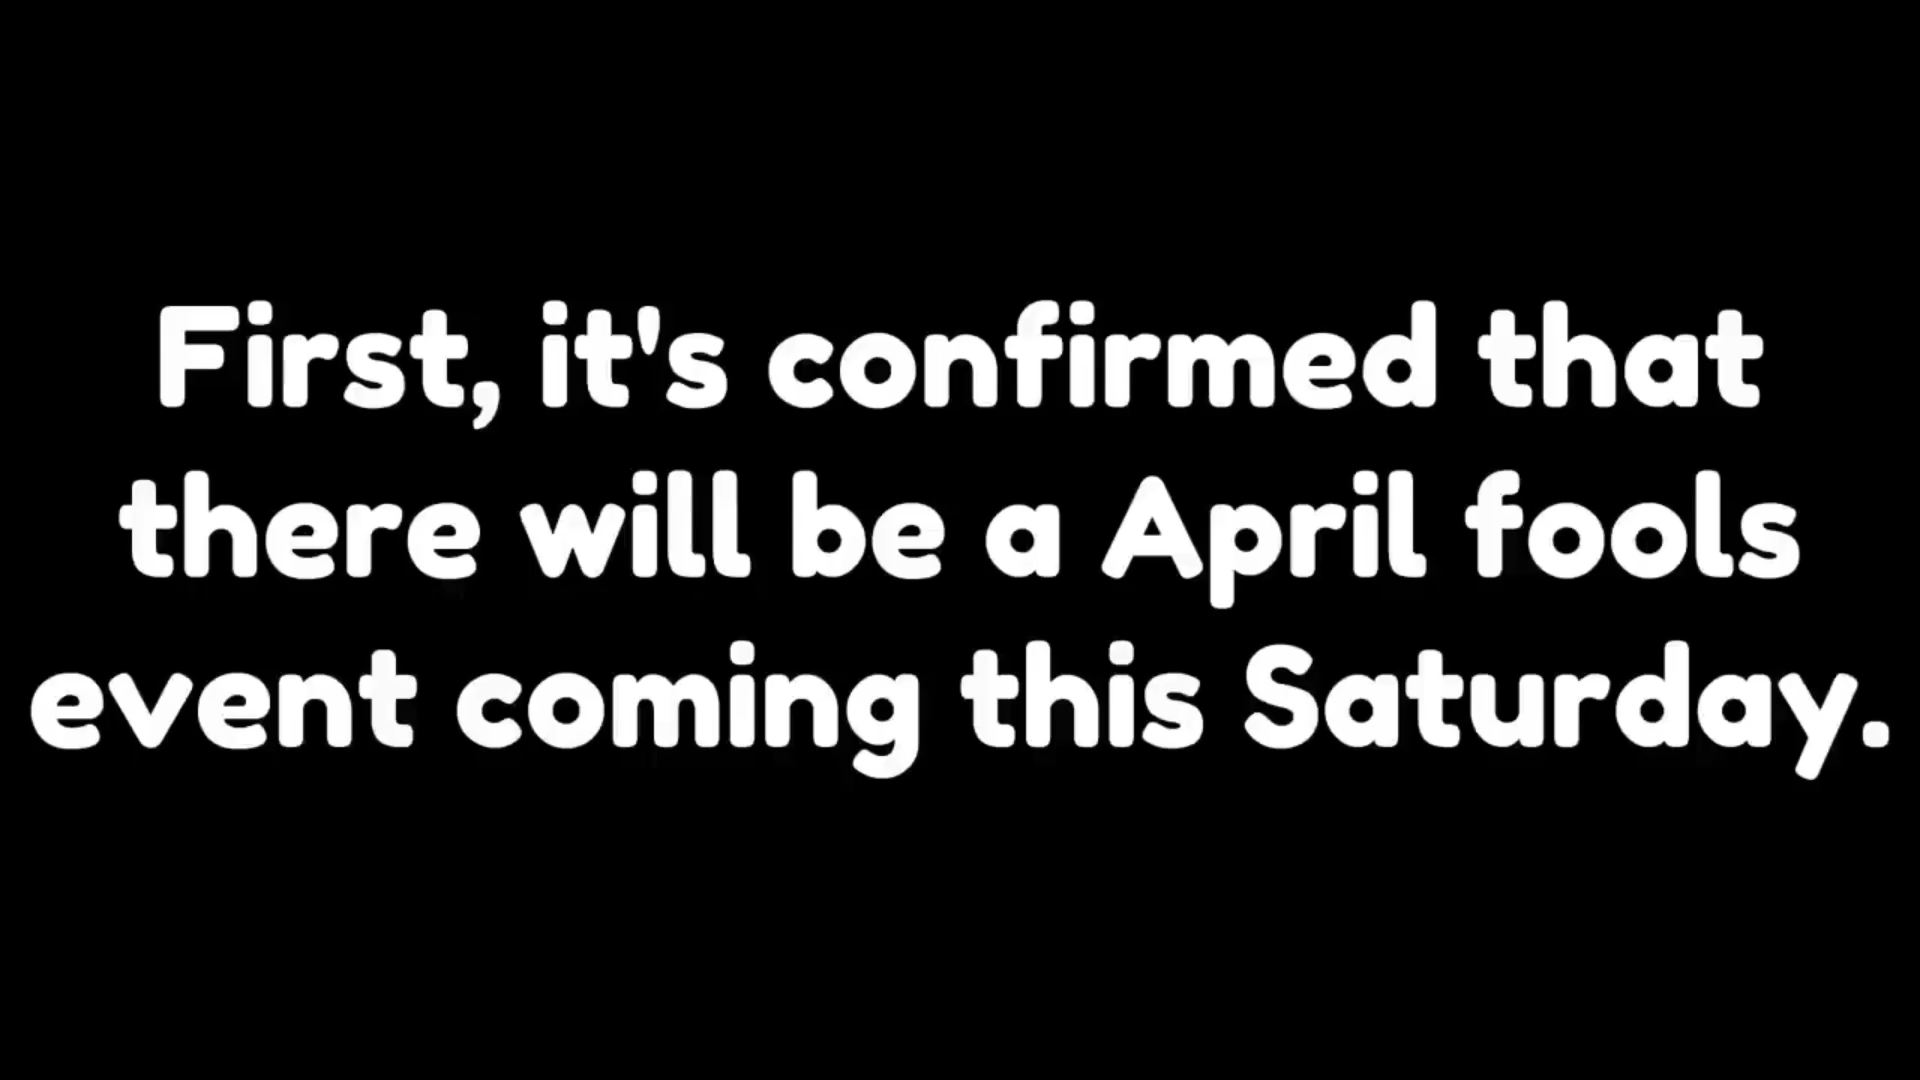 First, it's confirmed that
there will be a April fools
event coming this Saturday.